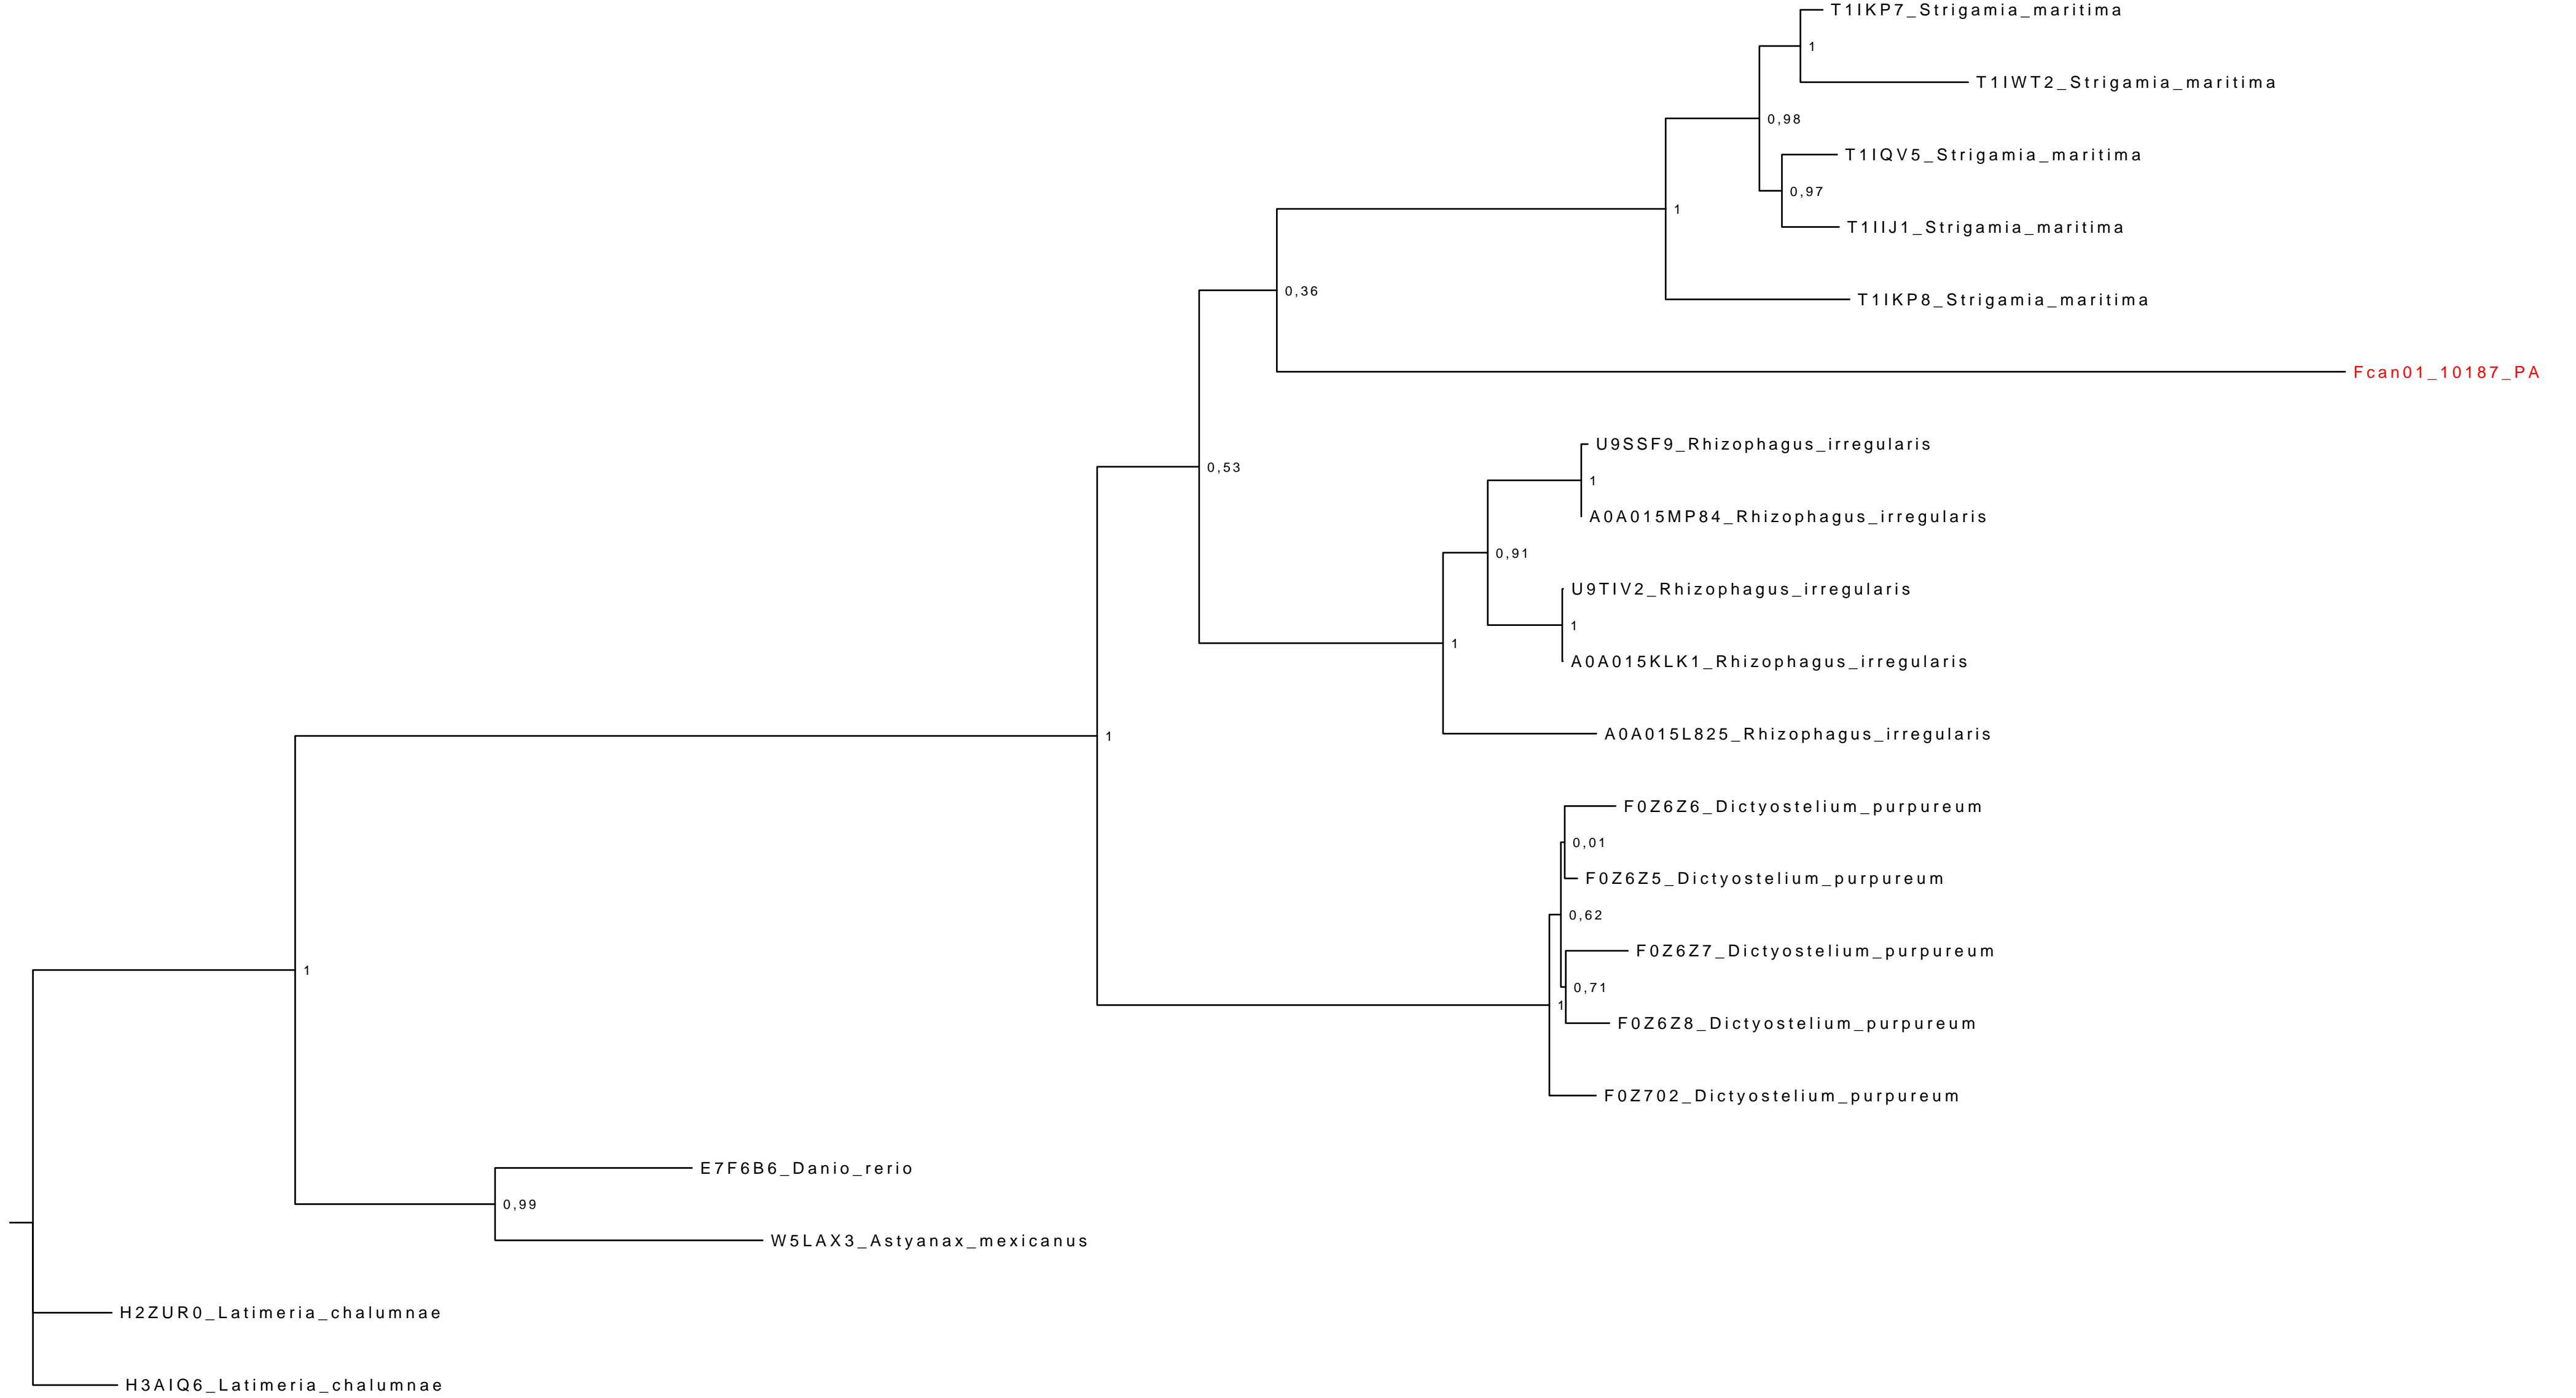 T1IKP7_Strigamia_maritima
1
T1IWT2_Strigamia_maritima
0,98
T1IQV5_Strigamia_maritima
0,97
1
T1IIJ1_Strigamia_maritima
0,36
T1IKP8_Strigamia_maritima
Fcan01_10187_PA
U9SSF9_Rhizophagus_irregularis
0,53
1
A0A015MP84_Rhizophagus_irregularis
0,91
U9TIV2_Rhizophagus_irregularis
1
1
A0A015KLK1_Rhizophagus_irregularis
1
A0A015L825_Rhizophagus_irregularis
F0Z6Z6_Dictyostelium_purpureum
0,01
F0Z6Z5_Dictyostelium_purpureum
0,62
F0Z6Z7_Dictyostelium_purpureum
1
0,71
1
F0Z6Z8_Dictyostelium_purpureum
F0Z702_Dictyostelium_purpureum
E7F6B6_Danio_rerio
0,99
W5LAX3_Astyanax_mexicanus
H2ZUR0_Latimeria_chalumnae
H3AIQ6_Latimeria_chalumnae